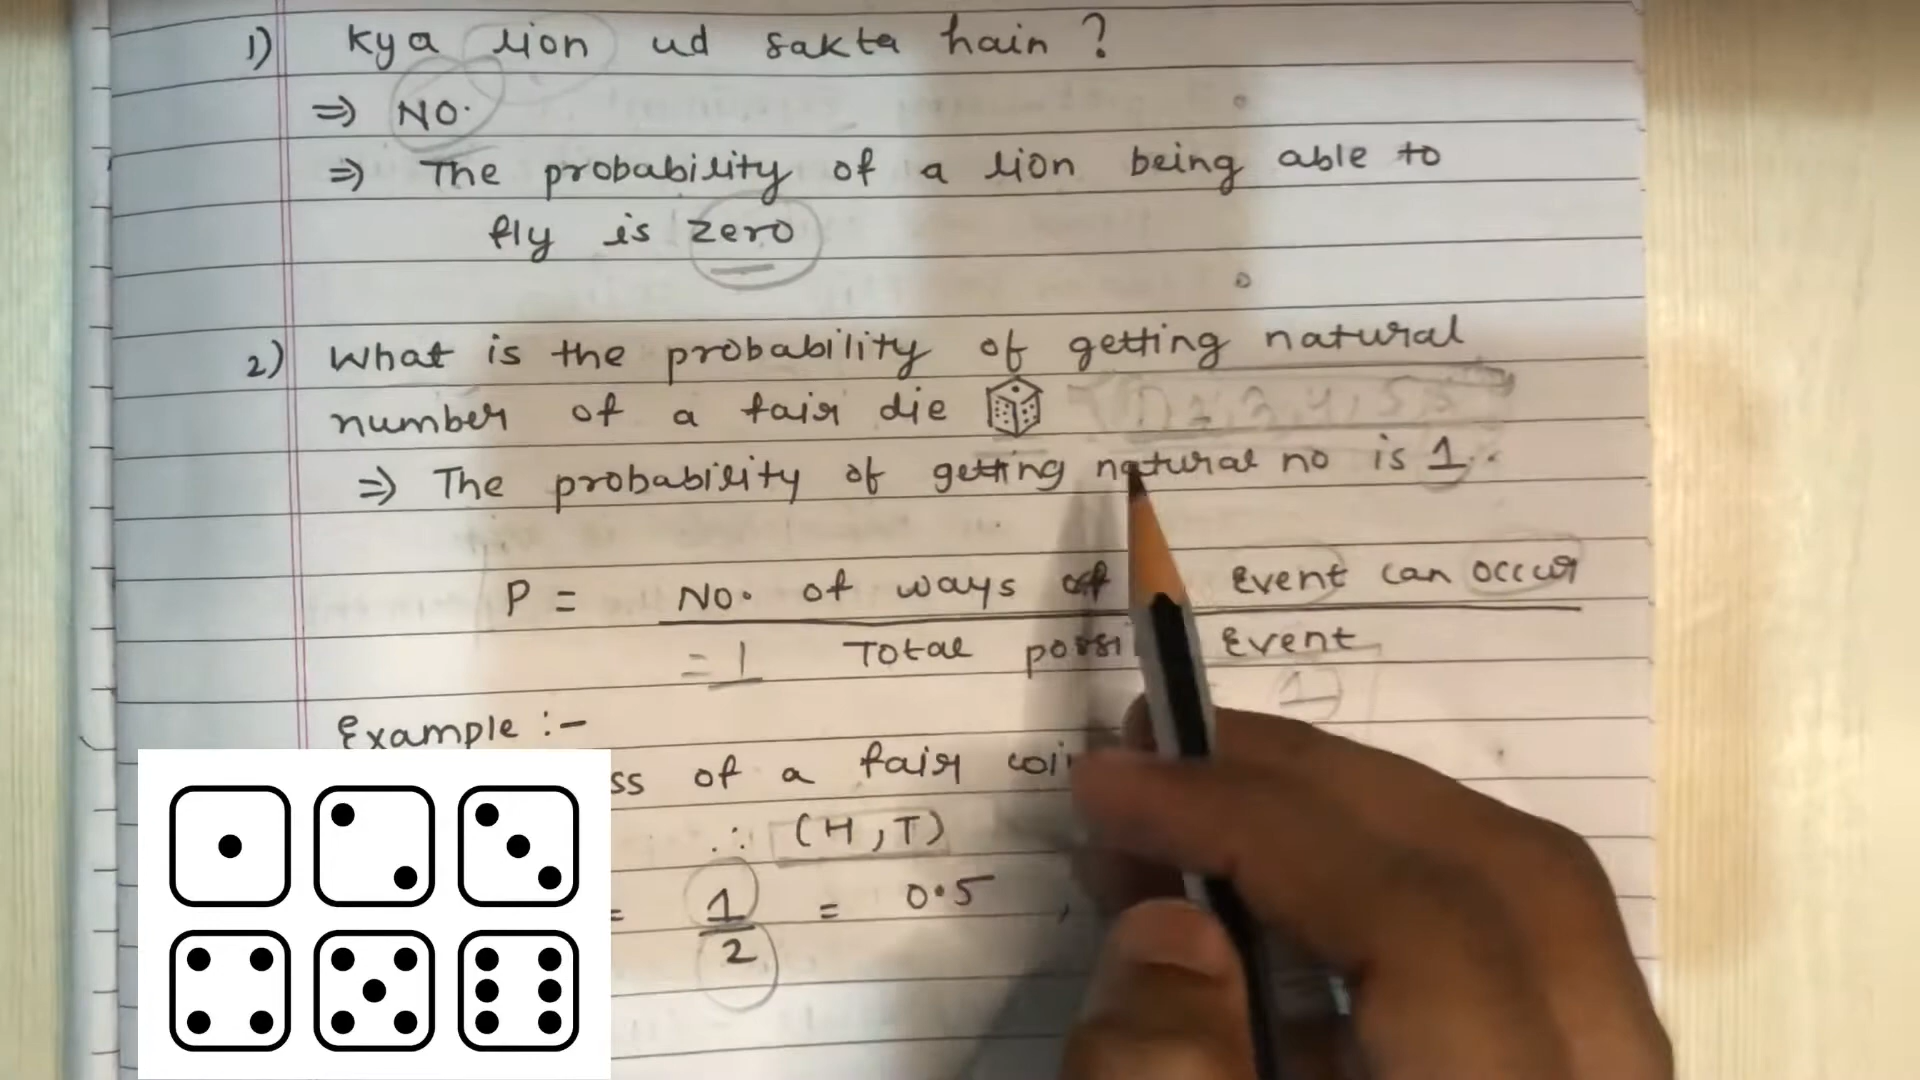 1) Kya lion ud sakta hain ?
⇒ NO.
⇒ The probability of a lion being able to
fly is zero
2) What is the probability of getting natural
number of a fair die
⇒ The probability of getting natural no is 1.
P = No. of ways Event can occur
= 1 Total Event
Example :-
of a fair
∴ (H, T)
= 1/2 = 0.5